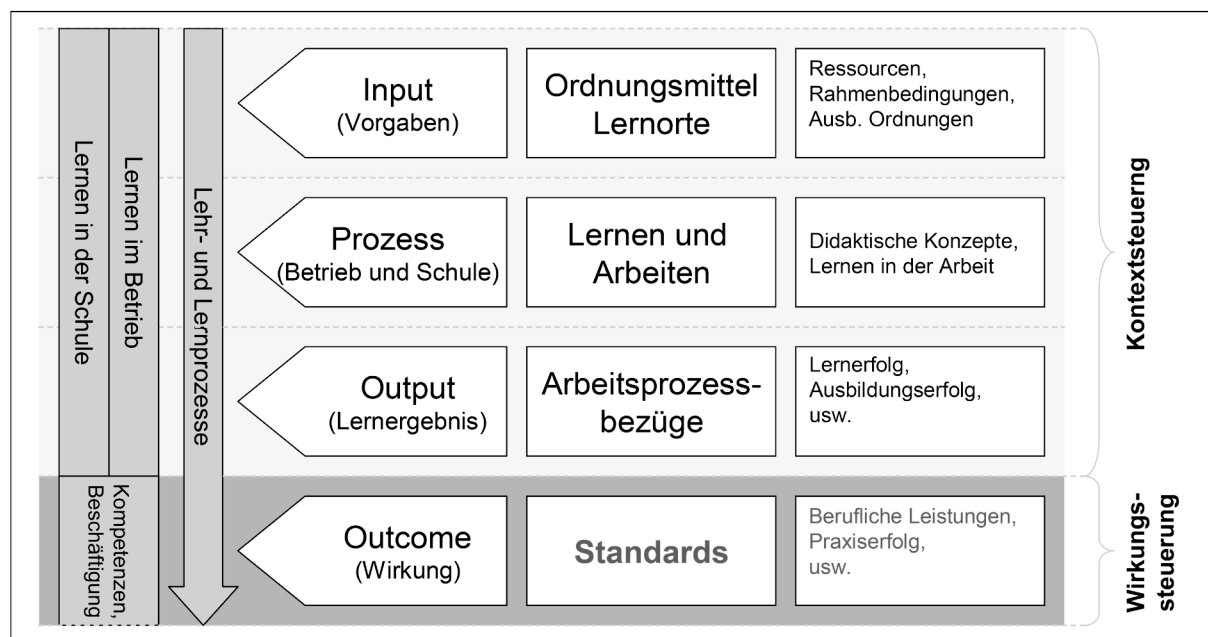 Lernen in der Schule
Lernen im Betrieb
Kompetenzen,
Beschäftigung
Lehr- und Lernprozesse
Input
(Vorgaben)
Ordnungsmittel
Lernorte
Ressourcen,
Rahmenbedingungen,
Ausb. Ordnungen
Prozess
(Betrieb und Schule)
Lernen und
Arbeiten
Didaktische Konzepte,
Lernen in der Arbeit
Output
(Lernergebnis)
Arbeitsprozess-
bezüge
Lernerfolg,
Ausbildungserfolg,
usw.
Outcome
(Wirkung)
Standards
Berufliche Leistungen,
Praxiserfolg,
usw.
Kontextsteuerng
Wirkungs-
steuerung